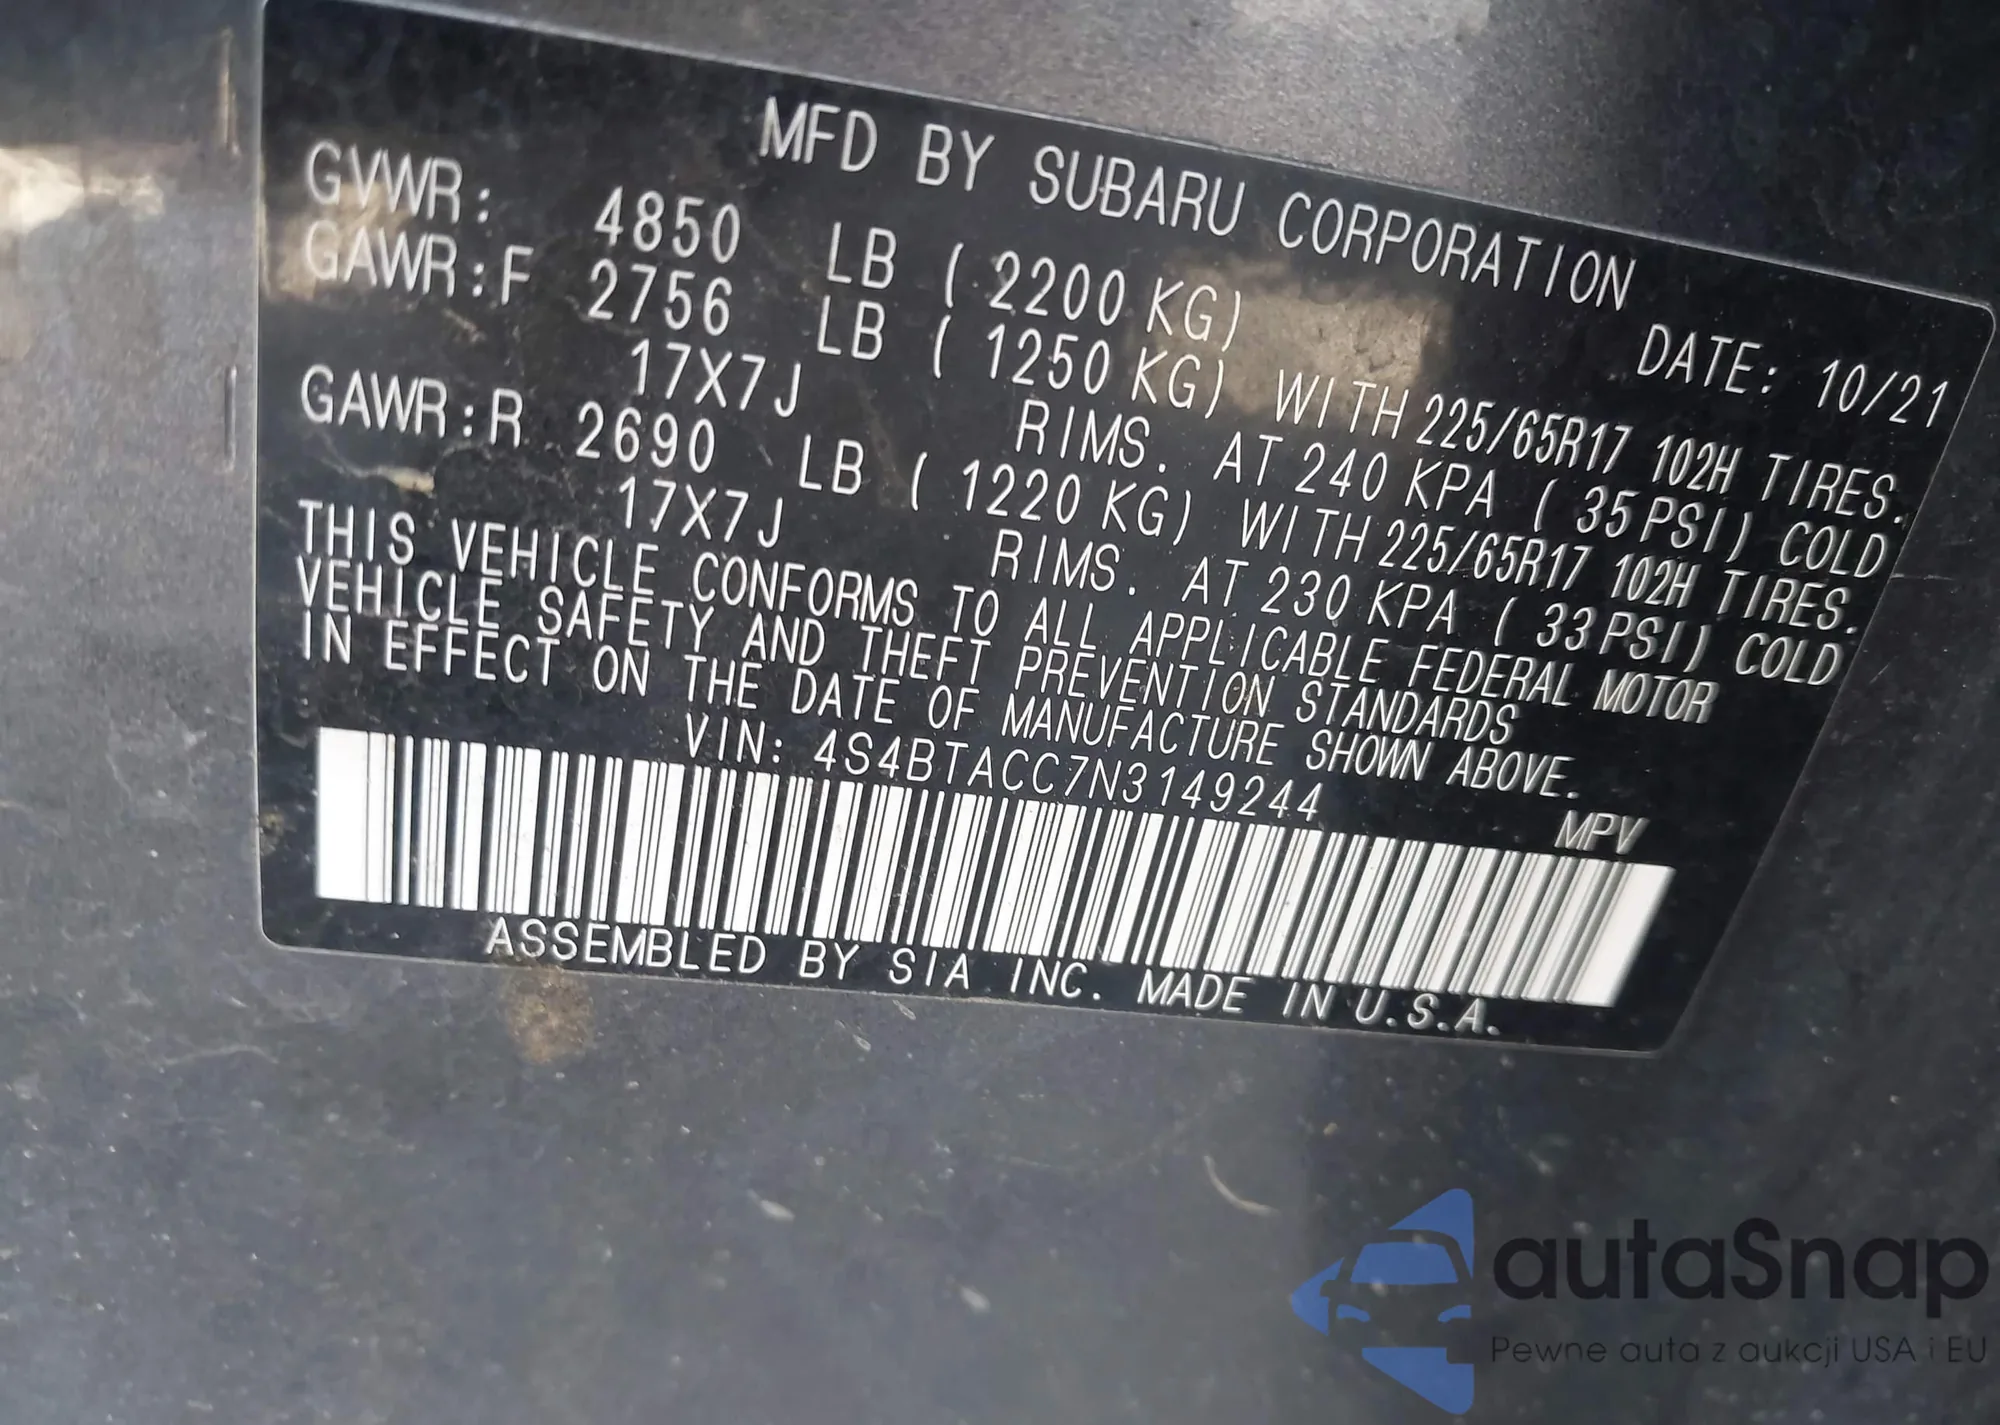 MFD BY SUBARU CORPORATION
DATE: 10/21
GVWR: 4850 LB ( 2200 KG)
GAWR:F 2756 LB ( 1250 KG) WITH 225/65R17 102H TIRES.
17X7J RIMS. AT 240 KPA ( 35PSI) COLD
GAWR:R 2690 LB ( 1220 KG) WITH 225/65R17 102H TIRES.
17X7J RIMS. AT 230 KPA ( 33PSI) COLD
THIS VEHICLE CONFORMS TO ALL APPLICABLE FEDERAL MOTOR
VEHICLE SAFETY AND THEFT PREVENTION STANDARDS
IN EFFECT ON THE DATE OF MANUFACTURE SHOWN ABOVE.
VIN: 4S4BTACC7N3149244
MPV
ASSEMBLED BY SIA INC. MADE IN U.S.A.
autaSnap
Pewne auta z aukcji USA i EU